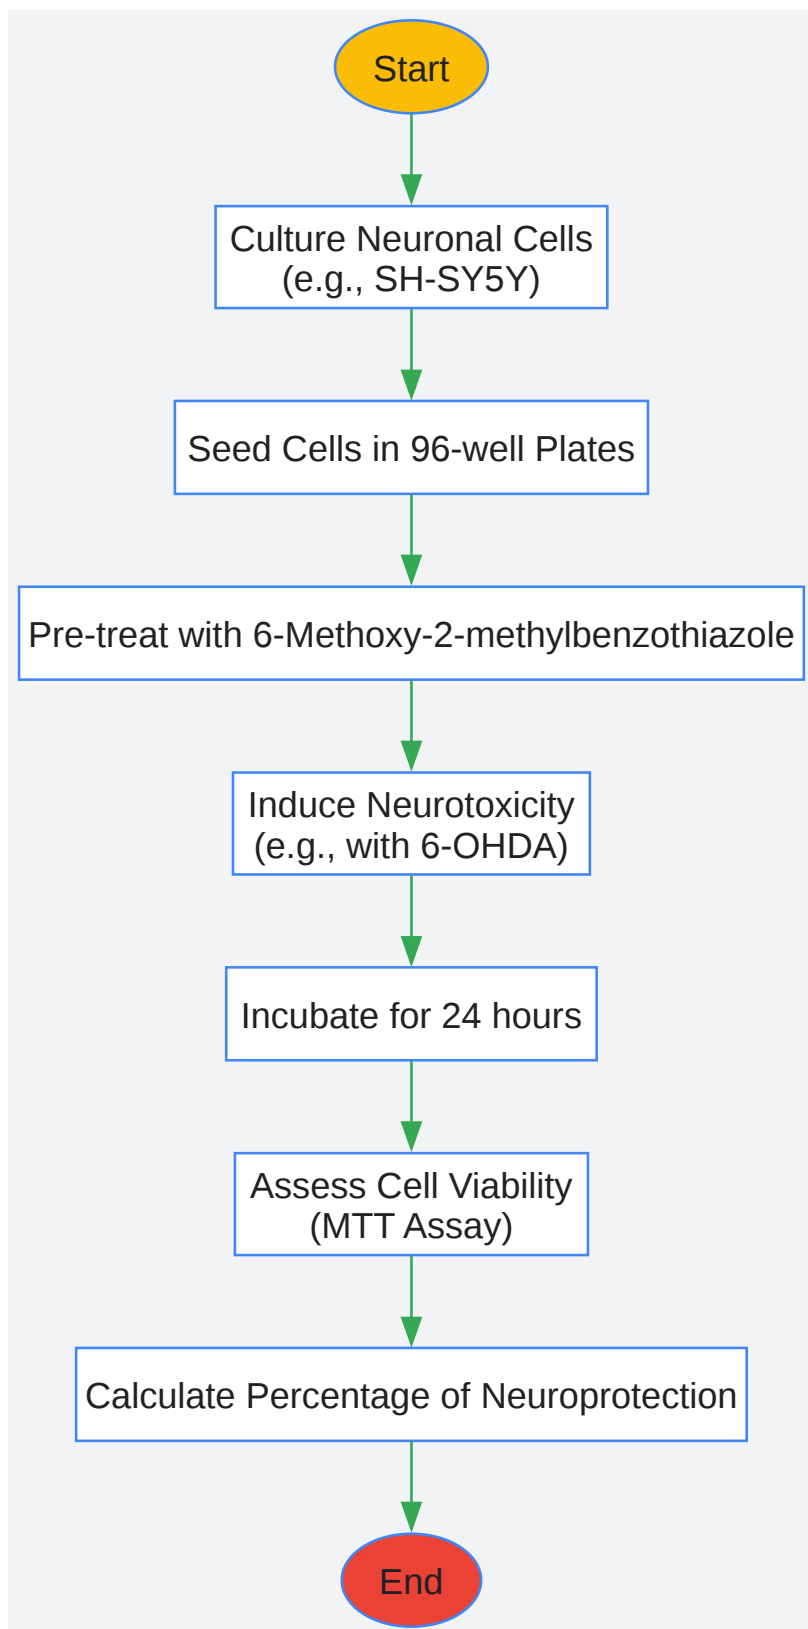 Start
Culture Neuronal Cells
(e.g., SH-SY5Y)
Seed Cells in 96-well Plates
Pre-treat with 6-Methoxy-2-methylbenzothiazole
Induce Neurotoxicity
(e.g., with 6-OHDA)
Incubate for 24 hours
Assess Cell Viability
(MTT Assay)
Calculate Percentage of Neuroprotection
End